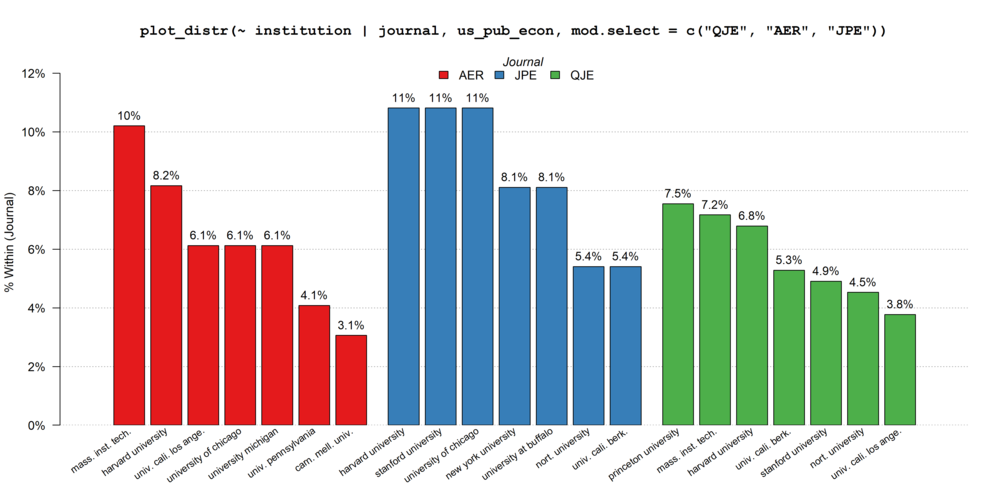 plot_distr(~ institution | journal, us_pub_econ, mod.select = c("QJE", "AER", "JPE"))
Journal
AER JPE QJE
% Within (Journal)
12%
10%
8%
6%
4%
2%
0%
10%
8.2%
6.1%
6.1%
6.1%
4.1%
3.1%
11%
11%
11%
8.1%
8.1%
5.4%
5.4%
7.5%
7.2%
6.8%
5.3%
4.9%
4.5%
3.8%
mass. inst. tech.
harvard university
univ. cali. los ange.
university of chicago
university michigan
univ. pennsylvania
carn. mell. univ.
harvard university
stanford university
university of chicago
new york university
university at buffalo
nort. university
univ. cali. berk.
princeton university
mass. inst. tech.
harvard university
univ. cali. berk.
stanford university
nort. university
univ. cali. los ange.